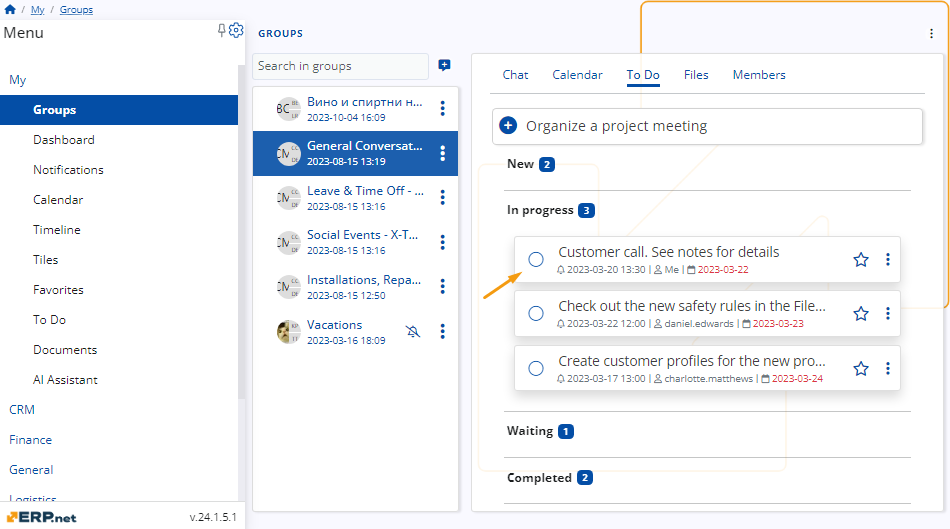 / My / Groups
Menu
My
Groups
Dashboard
Notifications
Calendar
Timeline
Tiles
Favorites
To Do
Documents
AI Assistant
CRM
Finance
General
Logistics
ERP.net
v.24.1.5.1
GROUPS
Search in groups
Вино и спиртни н...
2023-10-04 16:09
General Conversat...
2023-08-15 13:19
Leave & Time Off - ...
2023-08-15 13:16
Social Events - X-T...
2023-08-15 13:16
Installations, Repa...
2023-08-15 12:50
Vacations
2023-03-16 18:09
Chat Calendar To Do Files Members
Organize a project meeting
New 2
In progress 3
Customer call. See notes for details
2023-03-20 13:30 | Me | 2023-03-22
Check out the new safety rules in the File...
2023-03-22 12:00 | daniel.edwards | 2023-03-23
Create customer profiles for the new pro...
2023-03-17 13:00 | charlotte.matthews | 2023-03-24
Waiting 1
Completed 2